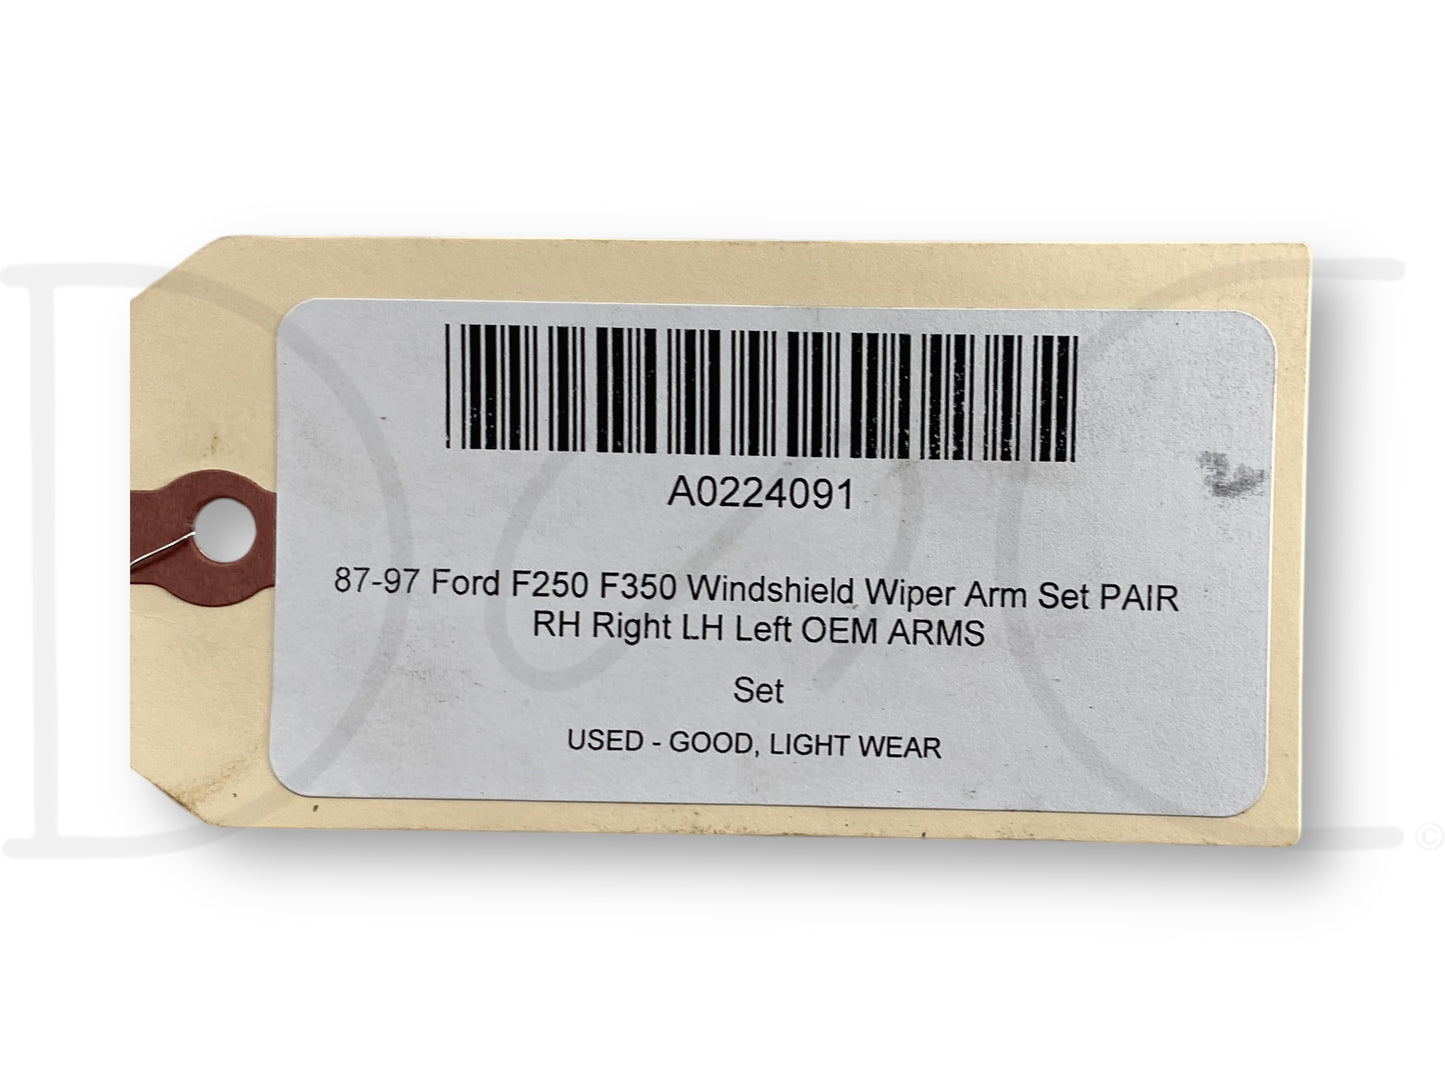 A0224091
87-97 Ford F250 F350 Windshield Wiper Arm Set PAIR
RH Right LH Left OEM ARMS
Set
USED - GOOD, LIGHT WEAR
©